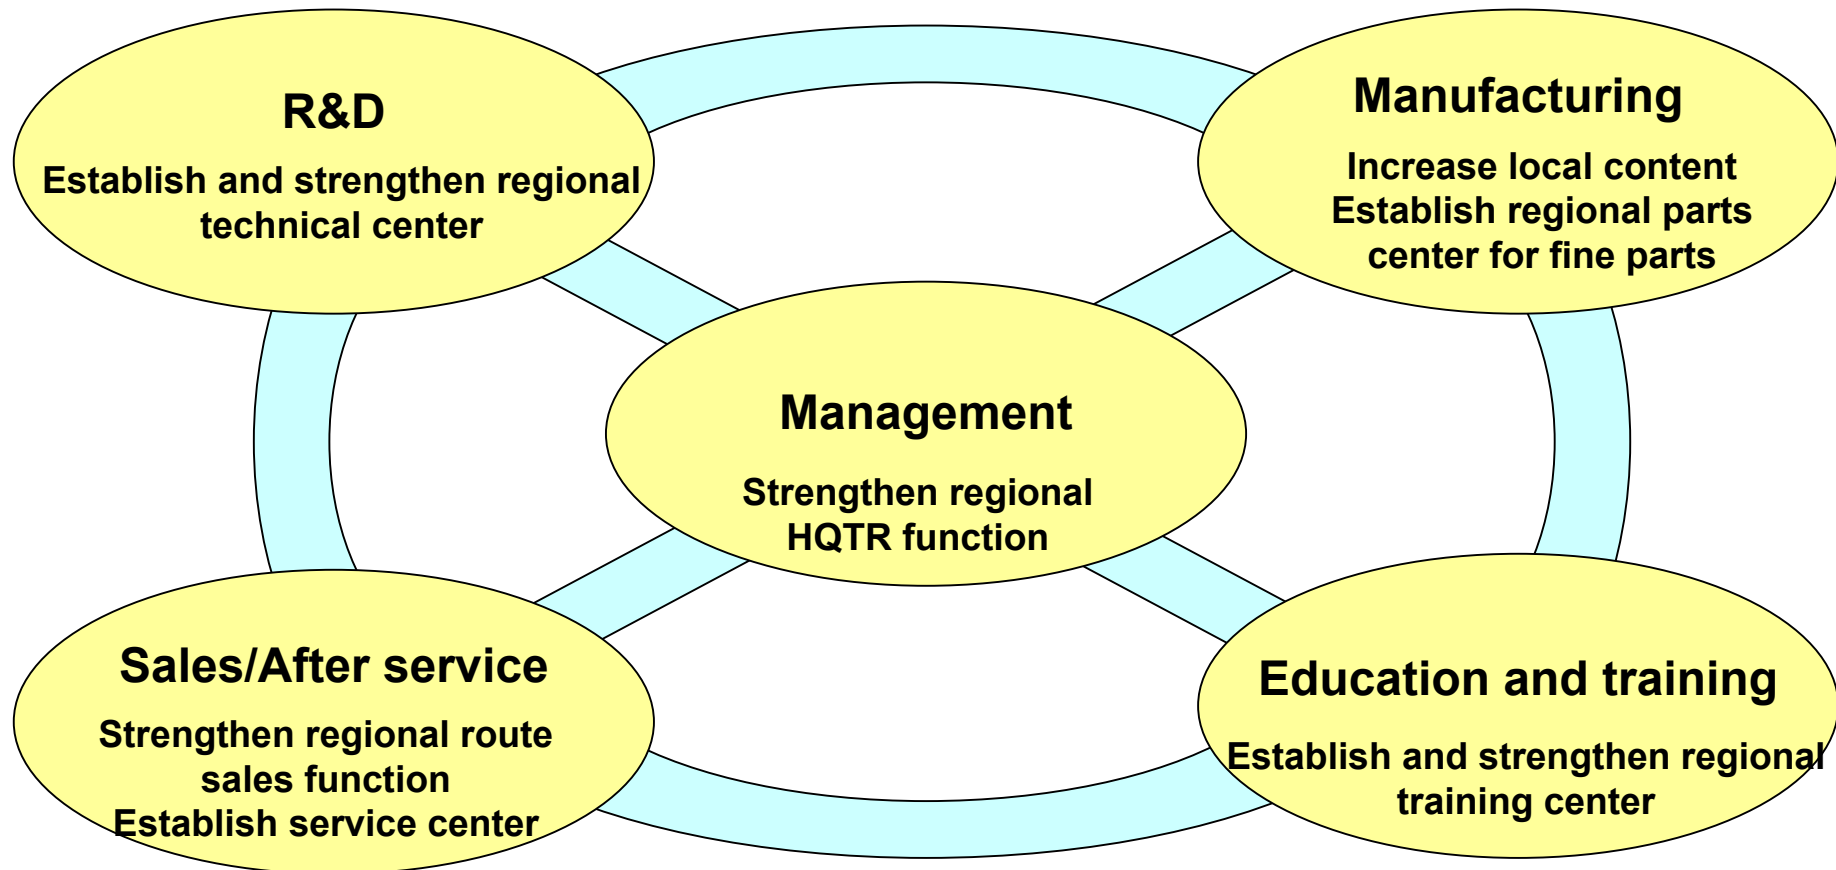 R&D
Establish and strengthen regional
technical center
Manufacturing
Increase local content
Establish regional parts
center for fine parts
Management
Strengthen regional
HQTR function
Sales/After service
Strengthen regional route
sales function
Establish service center
Education and training
Establish and strengthen regional
training center